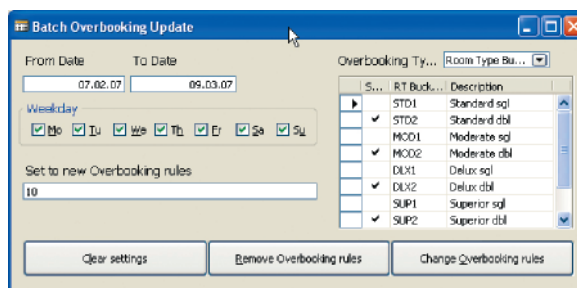 Batch Overbooking Update
From Date To Date Overbooking Ty... Room Type Bu...
07.02.07 09.03.07
Weekday
Mo Tu We Th Fr Sa Su
Set to new Overbooking rules
10
S... RT Buck... Description
STD1 Standard sgl
STD2 Standard dbl
MOD1 Moderate sgl
MOD2 Moderate dbl
DLX1 Delux sgl
DLX2 Delux dbl
SUP1 Superior sgl
SUP2 Superior dbl
Clear settings Remove Overbooking rules Change Overbooking rules